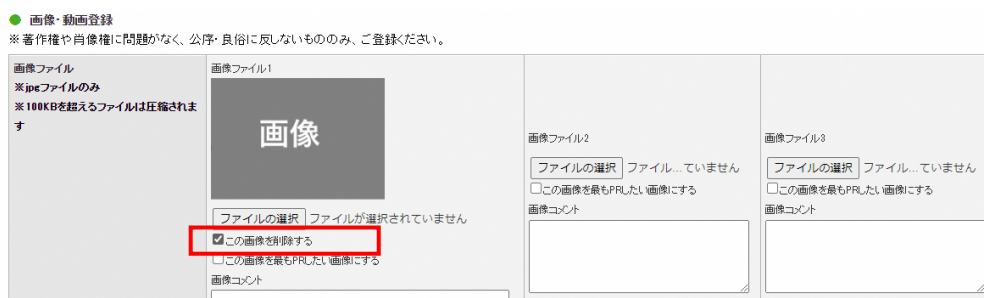 画像・動画登録
※著作権や肖像権に問題がなく、公序・良俗に反しないもののみ、ご登録ください。
画像ファイル
※jpgファイルのみ
※100KBを超えるファイルは圧縮されま
す
画像ファイル1
画像
ファイルの選択 ファイルが選択されていません
この画像を削除する
この画像を最もPRしたい画像にする
画像コメント
画像ファイル2
ファイルの選択 ファイル...ていません
この画像を最もPRしたい画像にする
画像コメント
画像ファイル3
ファイルの選択 ファイル...ていません
この画像を最もPRしたい画像にする
画像コメント